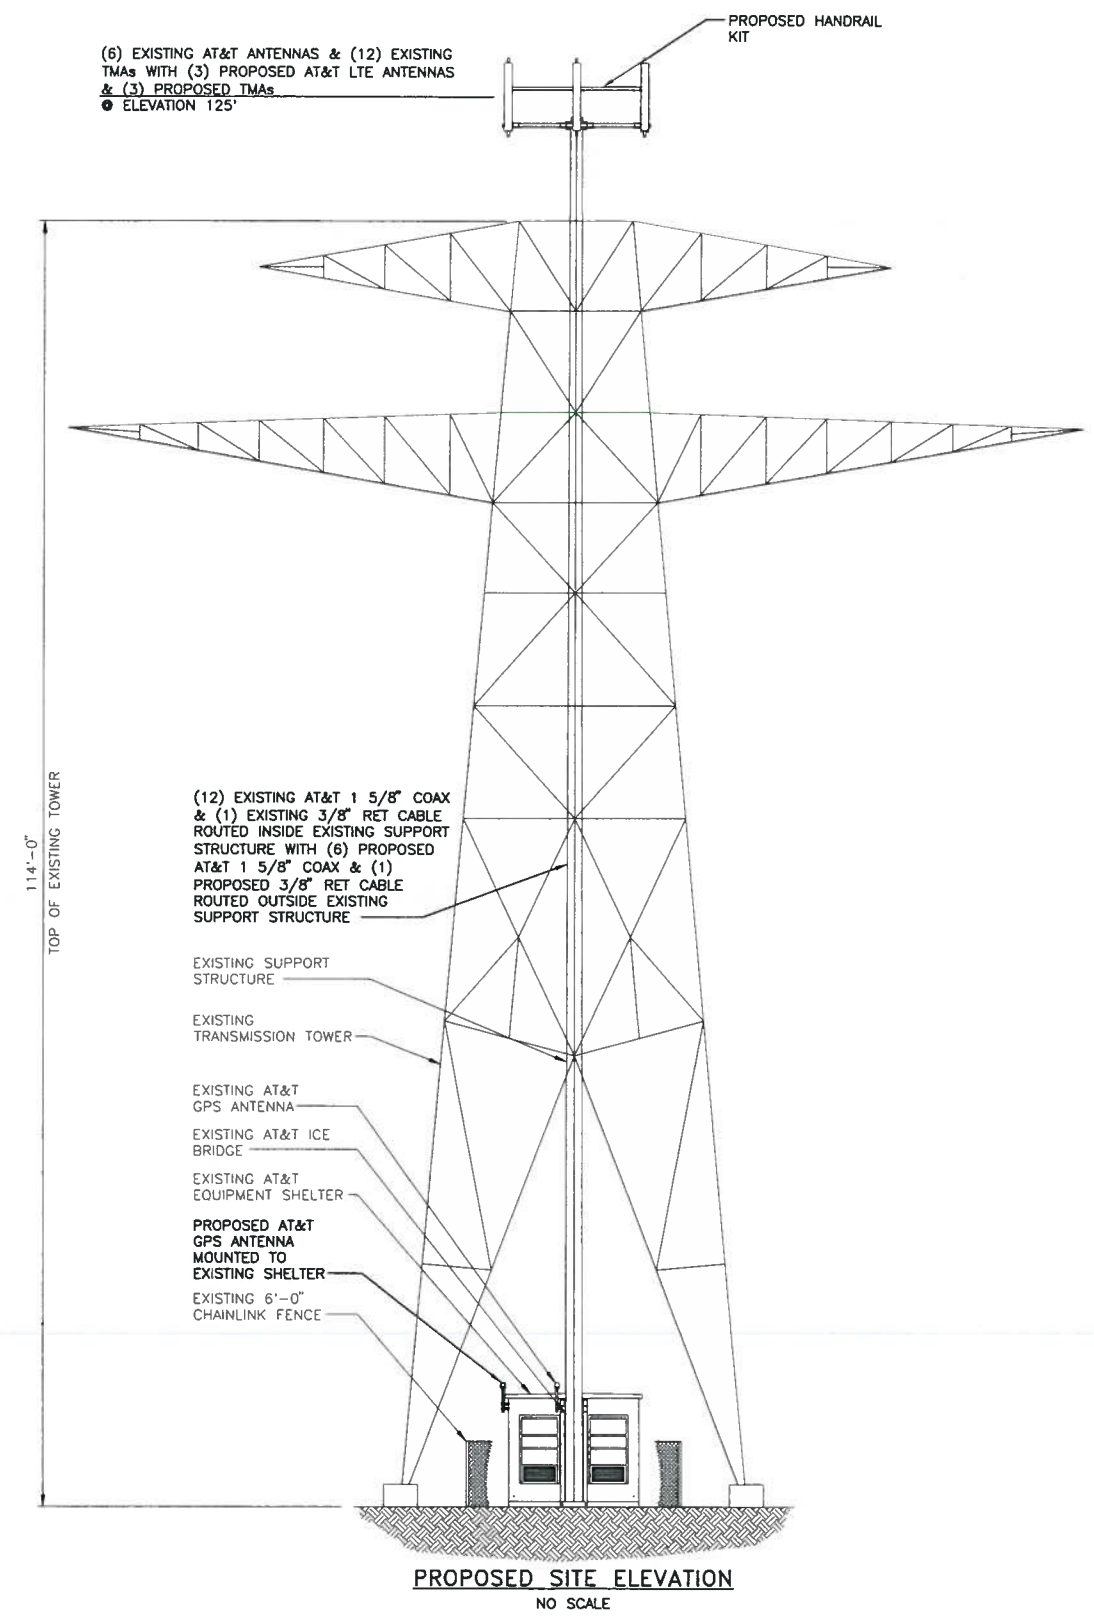 PROPOSED HANDRAIL
KIT
(6) EXISTING AT&T ANTENNAS & (12) EXISTING
TMAs WITH (3) PROPOSED AT&T LTE ANTENNAS
& (3) PROPOSED TMAs
@ ELEVATION 125'
114'-0"
TOP OF EXISTING TOWER
(12) EXISTING AT&T 1 5/8" COAX
& (1) EXISTING 3/8" RET CABLE
ROUTED INSIDE EXISTING SUPPORT
STRUCTURE WITH (6) PROPOSED
AT&T 1 5/8" COAX & (1)
PROPOSED 3/8" RET CABLE
ROUTED OUTSIDE EXISTING
SUPPORT STRUCTURE
EXISTING SUPPORT
STRUCTURE
EXISTING
TRANSMISSION TOWER
EXISTING AT&T
GPS ANTENNA
EXISTING AT&T ICE
BRIDGE
EXISTING AT&T
EQUIPMENT SHELTER
PROPOSED AT&T
GPS ANTENNA
MOUNTED TO
EXISTING SHELTER
EXISTING 6'-0"
CHAINLINK FENCE
PROPOSED SITE ELEVATION
NO SCALE